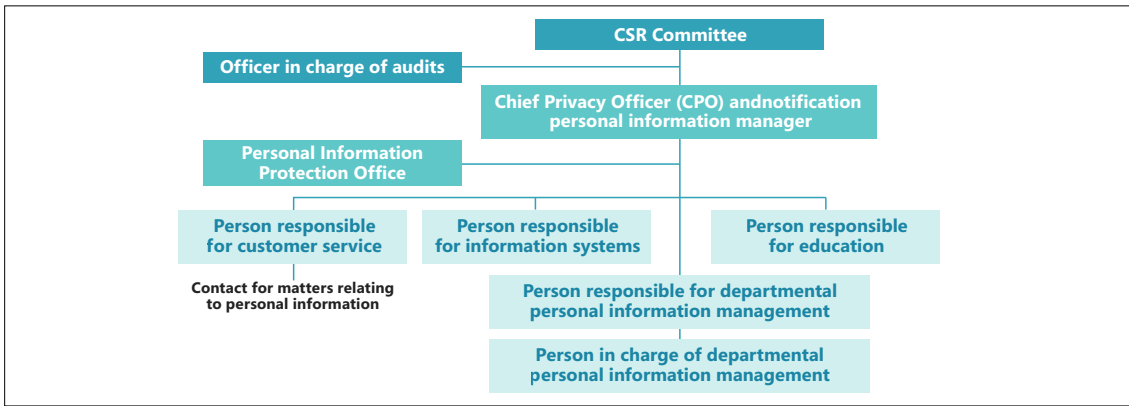 CSR Committee
Officer in charge of audits
Chief Privacy Officer (CPO) andnotification
personal information manager
Personal Information
Protection Office
Person responsible
for customer service
Person responsible
for information systems
Person responsible
for education
Contact for matters relating
to personal information
Person responsible for departmental
personal information management
Person in charge of departmental
personal information management